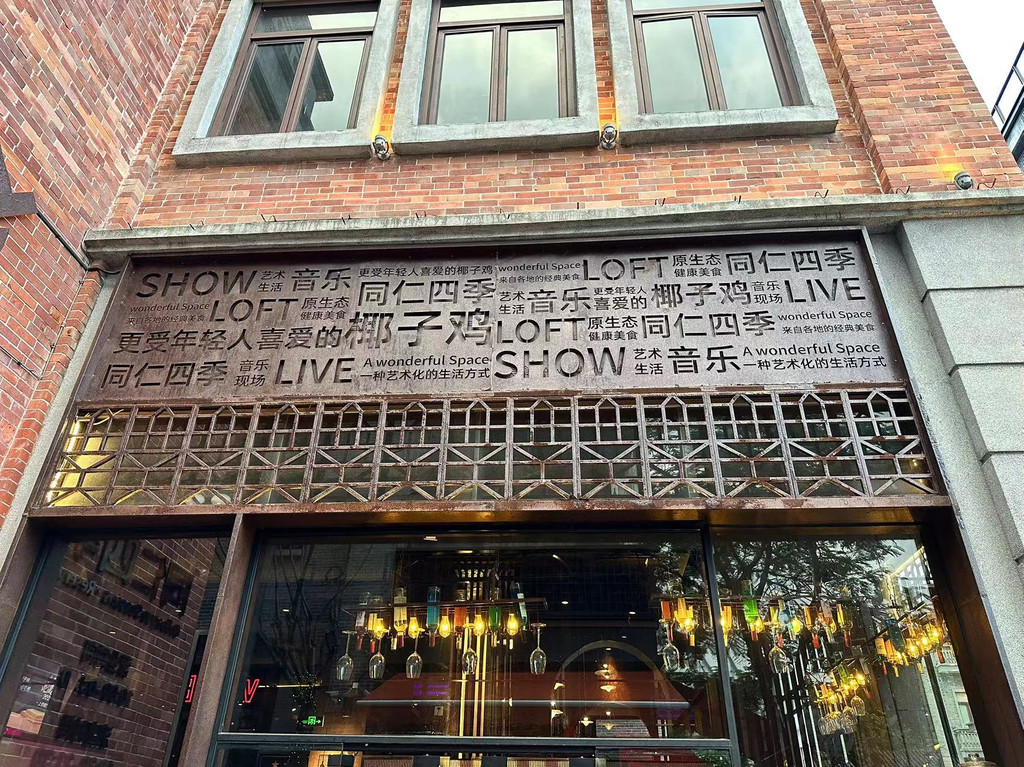 SHOW 艺术生活 音乐 更受年轻人喜爱的椰子鸡 wonderful Space 来自各地的经典美食 LOFT 原生态健康美食 同仁四季
wonderful Space 来自各地的经典美食 LOFT 原生态健康美食 同仁四季 艺术生活 音乐 更受年轻人喜爱的 椰子鸡 音乐现场 LIVE
更受年轻人喜爱的椰子鸡 LOFT 原生态健康美食 同仁四季 wonderful Space 来自各地的经典美食
同仁四季 音乐现场 LIVE A wonderful Space 一种艺术化的生活方式 SHOW 艺术生活 音乐 A wonderful Space 一种艺术化的生活方式